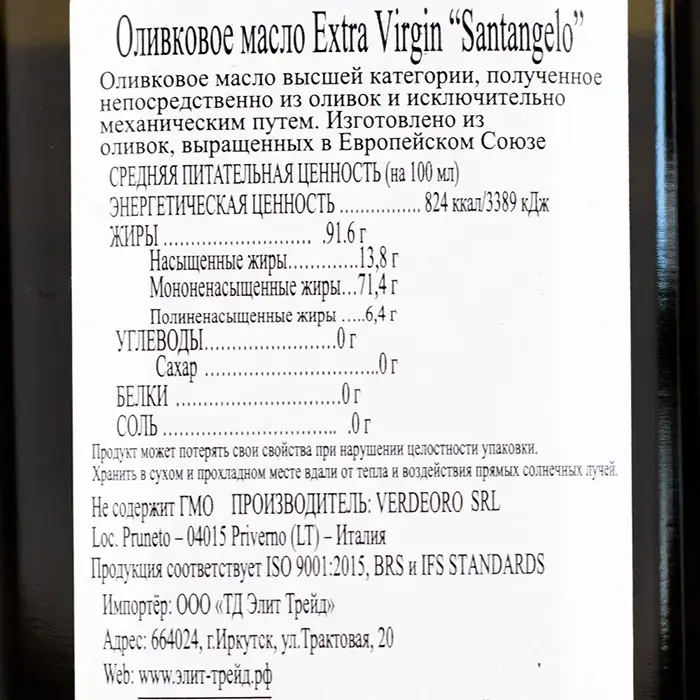 Оливковое масло Extra Virgin “Santangelo”
Оливковое масло высшей категории, полученное
непосредственно из оливок и исключительно
механическим путем. Изготовлено из
оливок, выращенных в Европейском Союзе
СРЕДНЯЯ ПИТАТЕЛЬНАЯ ЦЕННОСТЬ (на 100 мл)
ЭНЕРГЕТИЧЕСКАЯ ЦЕННОСТЬ ................ 824 ккал/3389 кДж
ЖИРЫ ............................. .91.6 г
Насыщенные жиры..............13,8 г
Мононенасыщенные жиры...71,4 г
Полиненасыщенные жиры .....6,4 г
УГЛЕВОДЫ..........................0 г
Сахар .................................0 г
БЕЛКИ ................................0 г
СОЛЬ .................................. .0 г
Продукт может потерять свои свойства при нарушении целостности упаковки.
Хранить в сухом и прохладном месте вдали от тепла и воздействия прямых солнечных лучей.
Не содержит ГМО ПРОИЗВОДИТЕЛЬ: VERDEORO SRL
Loc. Pruneto – 04015 Priverno (LT) – Италия
Продукция соответствует ISO 9001:2015, BRS и IFS STANDARDS
Импортёр: ООО «ТД Элит Трейд»
Адрес: 664024, г.Иркутск, ул.Трактовая, 20
Web: www.элит-трейд.рф